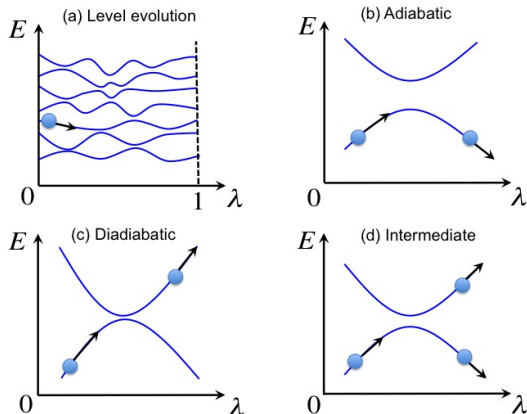 (a) Level evolution
E
0
1
λ
(b) Adiabatic
E
0
λ
(c) Diadiabatic
E
0
λ
(d) Intermediate
E
0
λ